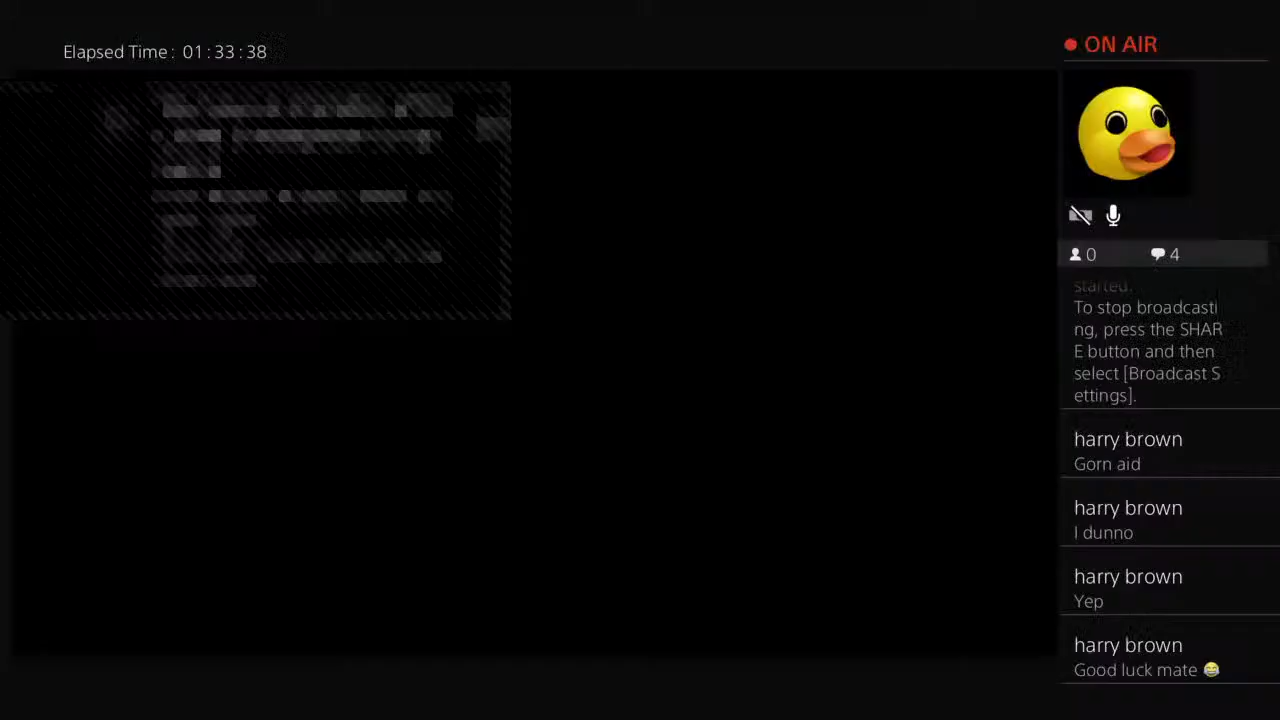 Elapsed Time: 01:33:38
ON AIR
0 4
started.
To stop broadcasti
ng, press the SHAR
E button and then
select [Broadcast S
ettings].
harry brown
Gorn aid
harry brown
I dunno
harry brown
Yep
harry brown
Good luck mate 😂